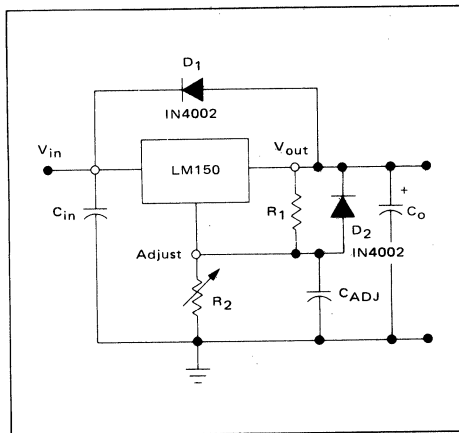 D1
IN4002
Vin
LM150
Vout
Cin
R1
D2
IN4002
+
Co
Adjust
R2
CADJ